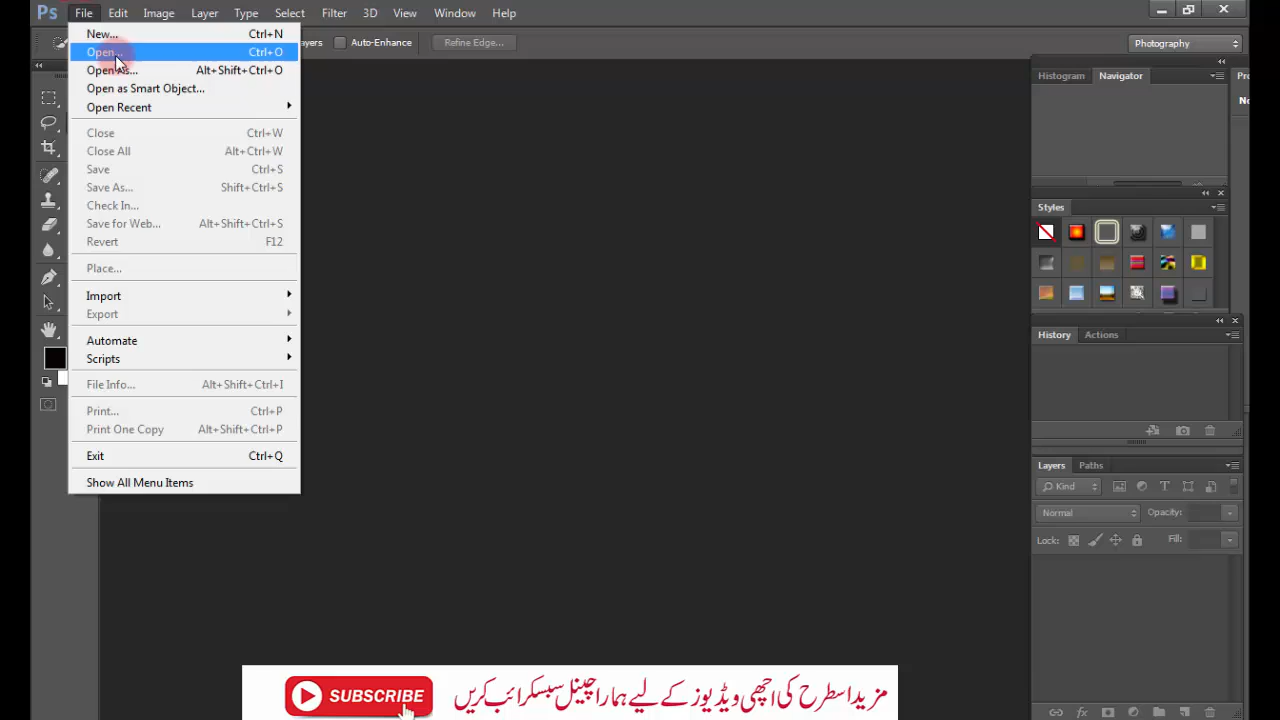 Ps File Edit Image Layer Type Select Filter 3D View Window Help
Auto-Enhance Refine Edge... Photography
New... Ctrl+N
Open... Ctrl+O
Open As... Alt+Shift+Ctrl+O
Open as Smart Object...
Open Recent
Close Ctrl+W
Close All Alt+Ctrl+W
Save Ctrl+S
Save As... Shift+Ctrl+S
Check In...
Save for Web... Alt+Shift+Ctrl+S
Revert F12
Place...
Import
Export
Automate
Scripts
File Info... Alt+Shift+Ctrl+I
Print... Ctrl+P
Print One Copy Alt+Shift+Ctrl+P
Exit Ctrl+Q
Show All Menu Items
Histogram Navigator
Styles
History Actions
Layers Paths
Kind
Normal Opacity:
Lock: Fill:
SUBSCRIBE مزید اسطرح کی اچھی ویڈیوز کے لیے ہمارا چینل سبسکرائب کریں